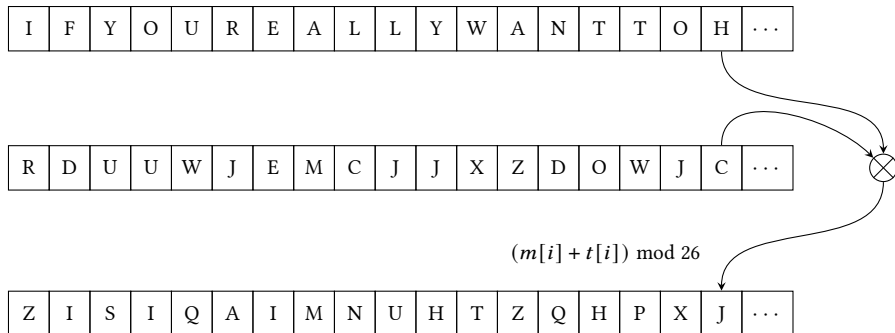 I F Y O U R E A L L Y W A N T T O H ···
R D U U W J E M C J J X Z D O W J C ···
(m[i] + t[i]) mod 26
Z I S I Q A I M N U H T Z Q H P X J ···